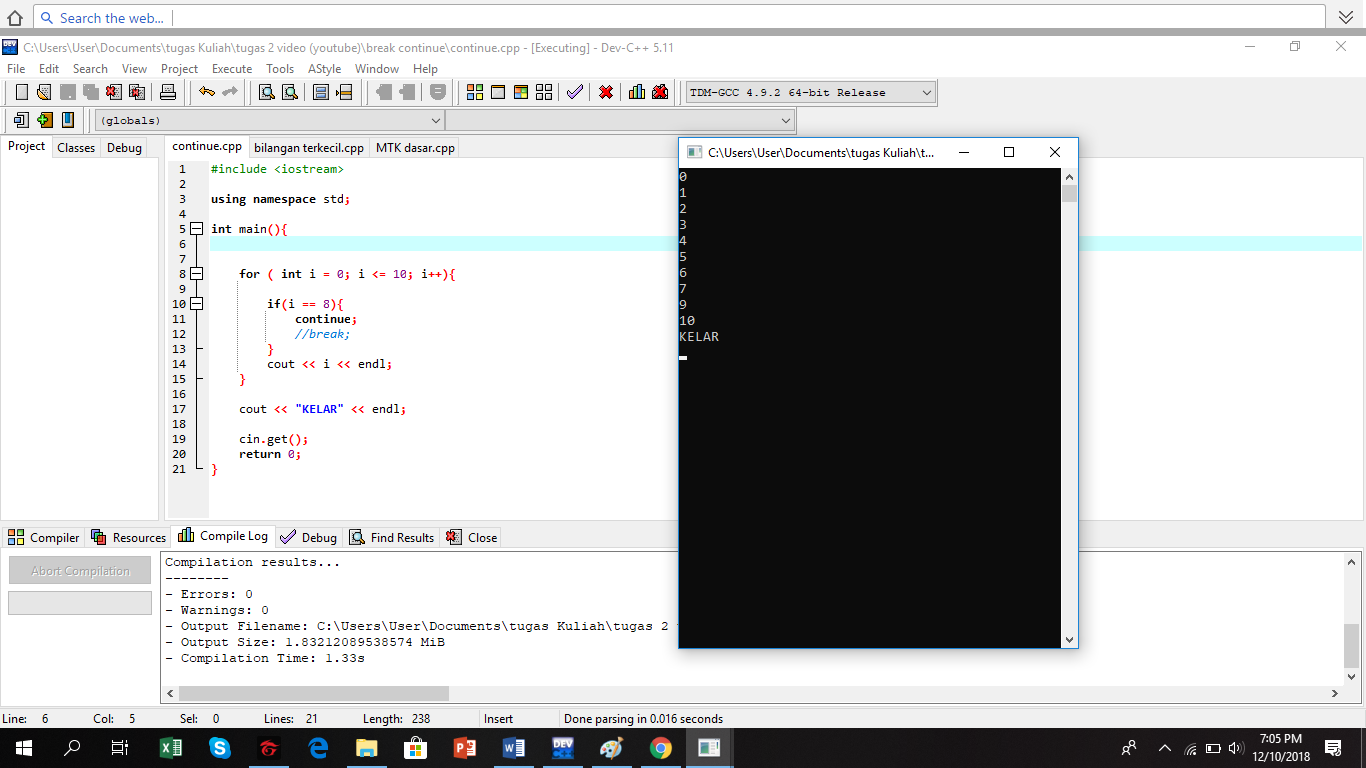 Search the web...
C:\Users\User\Documents\tugas Kuliah\tugas 2 video (youtube)\break continue\continue.cpp - [Executing] - Dev-C++ 5.11
File Edit Search View Project Execute Tools AStyle Window Help
TDM-GCC 4.9.2 64-bit Release
(globals)
Project Classes Debug
continue.cpp bilangan terkecil.cpp MTK dasar.cpp
1 #include <iostream>
2
3 using namespace std;
4
5 int main(){
6
7
8 for ( int i = 0; i <= 10; i++){
9
10 if(i == 8){
11 continue;
12 //break;
13 }
14 cout << i << endl;
15 }
16
17 cout << "KELAR" << endl;
18
19 cin.get();
20 return 0;
21 }
C:\Users\User\Documents\tugas Kuliah\t...
0
1
2
3
4
5
6
7
9
10
KELAR
Compiler Resources Compile Log Debug Find Results Close
Abort Compilation
Compilation results...
--------
- Errors: 0
- Warnings: 0
- Output Filename: C:\Users\User\Documents\tugas Kuliah\tugas 2
- Output Size: 1.83212089538574 MiB
- Compilation Time: 1.33s
Line: 6 Col: 5 Sel: 0 Lines: 21 Length: 238 Insert Done parsing in 0.016 seconds
7:05 PM
12/10/2018